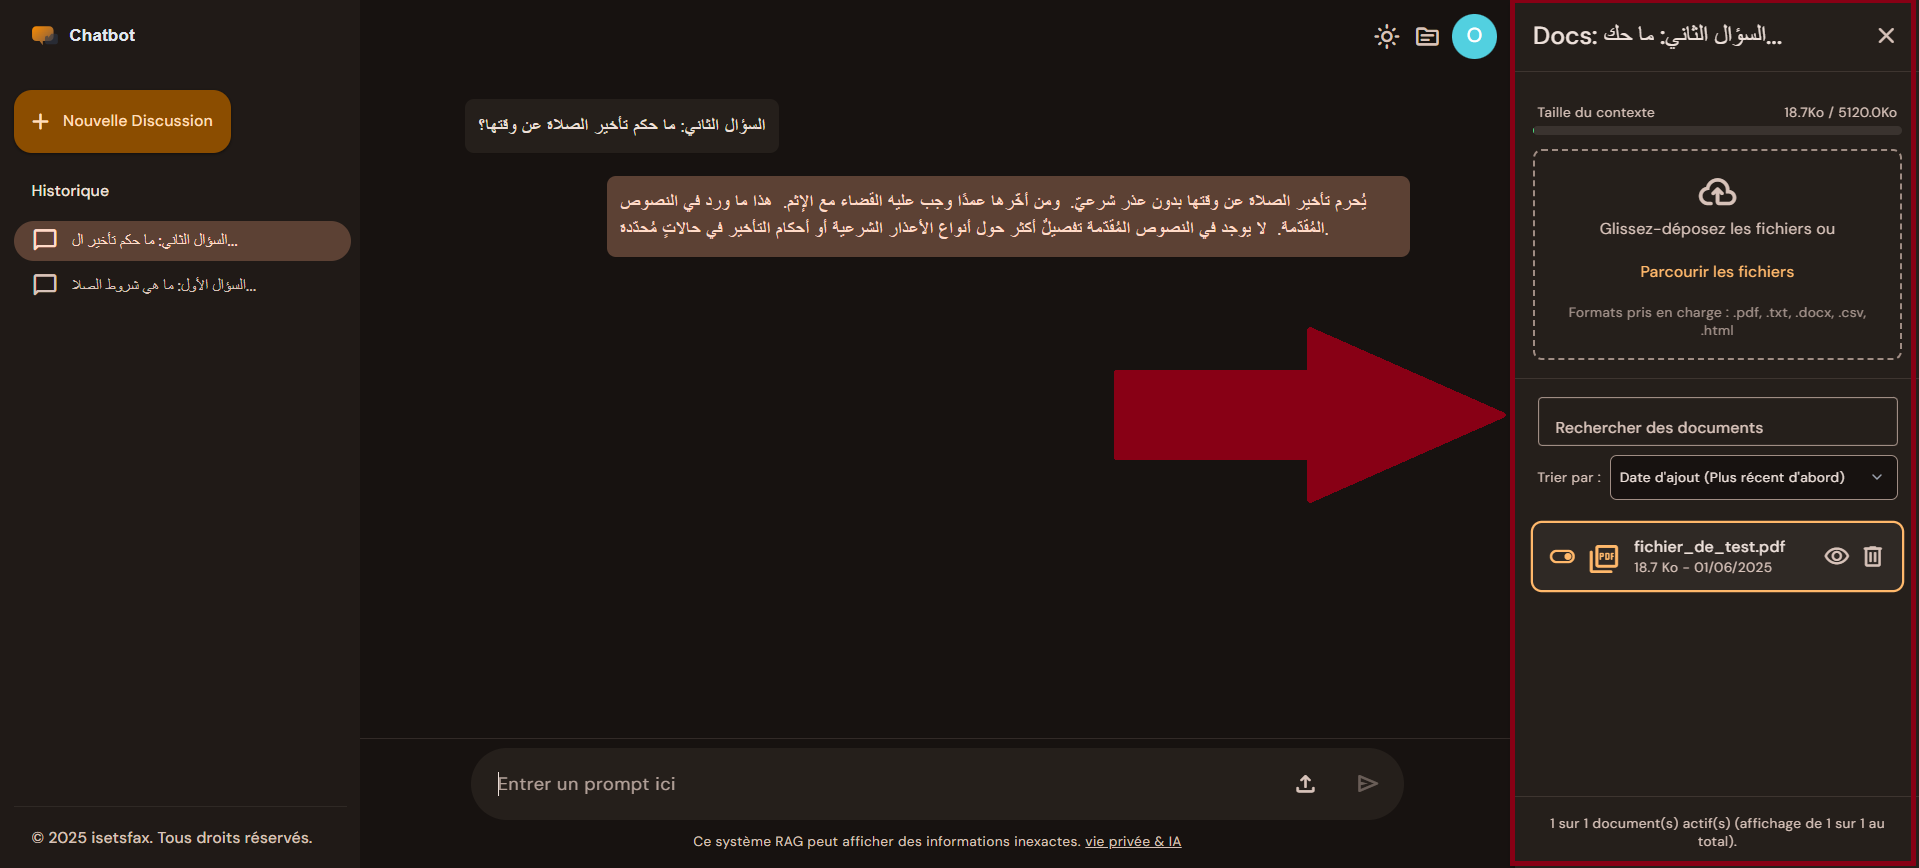 Chatbot
Nouvelle Discussion
Historique
السؤال الثاني: ما حكم تأخير ال...
السؤال الأول: ما هي شروط الصلا...
© 2025 isetsfax. Tous droits réservés.
O
السؤال الثاني: ما حكم تأخير الصلاة عن وقتها؟
يُحرم تأخير الصلاة عن وقتها بدون عذر شرعيّ. ومن أخّرها عمدًا وجب عليه القضاء مع الإثم. هذا ما ورد في النصوص
المُقدّمة. لا يوجد في النصوص المُقدّمة تفصيلٌ أكثر حول أنواع الأعذار الشرعية أو أحكام التأخير في حالاتٍ مُحدّدة.
Entrer un prompt ici
Ce système RAG peut afficher des informations inexactes. vie privée & IA
Docs: السؤال الثاني: ما حك...
Taille du contexte 18.7Ko / 5120.0Ko
Glissez-déposez les fichiers ou
Parcourir les fichiers
Formats pris en charge : .pdf, .txt, .docx, .csv,
.html
Rechercher des documents
Trier par : Date d'ajout (Plus récent d'abord)
PDF
fichier_de_test.pdf
18.7 Ko - 01/06/2025
1 sur 1 document(s) actif(s) (affichage de 1 sur 1 au
total).